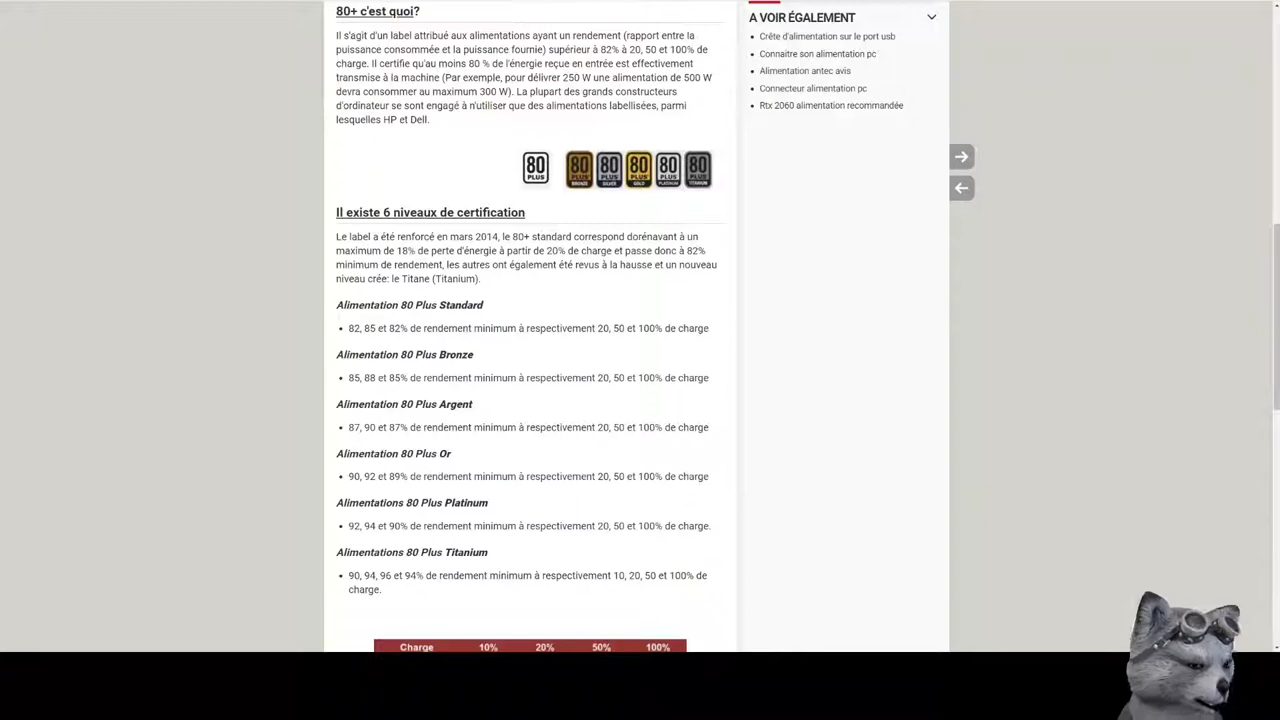 80+ c'est quoi?
Il s'agit d'un label attribué aux alimentations ayant un rendement (rapport entre la
puissance consommée et la puissance fournie) supérieur à 82% à 20, 50 et 100% de
charge. Il certifie qu'au moins 80 % de l'énergie reçue en entrée est effectivement
transmise à la machine (Par exemple, pour délivrer 250 W une alimentation de 500 W
devra consommer au maximum 300 W). La plupart des grands constructeurs
d'ordinateur se sont engagé à n'utiliser que des alimentations labellisées, parmi
lesquelles HP et Dell.
80 PLUS
80 PLUS BRONZE
80 PLUS SILVER
80 PLUS GOLD
80 PLUS PLATINUM
80 PLUS TITANIUM
Il existe 6 niveaux de certification
Le label a été renforcé en mars 2014, le 80+ standard correspond dorénavant à un
maximum de 18% de perte d'énergie à partir de 20% de charge et passe donc à 82%
minimum de rendement, les autres ont également été revus à la hausse et un nouveau
niveau crée: le Titane (Titanium).
Alimentation 80 Plus Standard
• 82, 85 et 82% de rendement minimum à respectivement 20, 50 et 100% de charge
Alimentation 80 Plus Bronze
• 85, 88 et 85% de rendement minimum à respectivement 20, 50 et 100% de charge
Alimentation 80 Plus Argent
• 87, 90 et 87% de rendement minimum à respectivement 20, 50 et 100% de charge
Alimentation 80 Plus Or
• 90, 92 et 89% de rendement minimum à respectivement 20, 50 et 100% de charge
Alimentations 80 Plus Platinum
• 92, 94 et 90% de rendement minimum à respectivement 20, 50 et 100% de charge.
Alimentations 80 Plus Titanium
• 90, 94, 96 et 94% de rendement minimum à respectivement 10, 20, 50 et 100% de
charge.
Charge 10% 20% 50% 100%
A VOIR ÉGALEMENT
• Crête d'alimentation sur le port usb
• Connaitre son alimentation pc
• Alimentation antec avis
• Connecteur alimentation pc
• Rtx 2060 alimentation recommandée